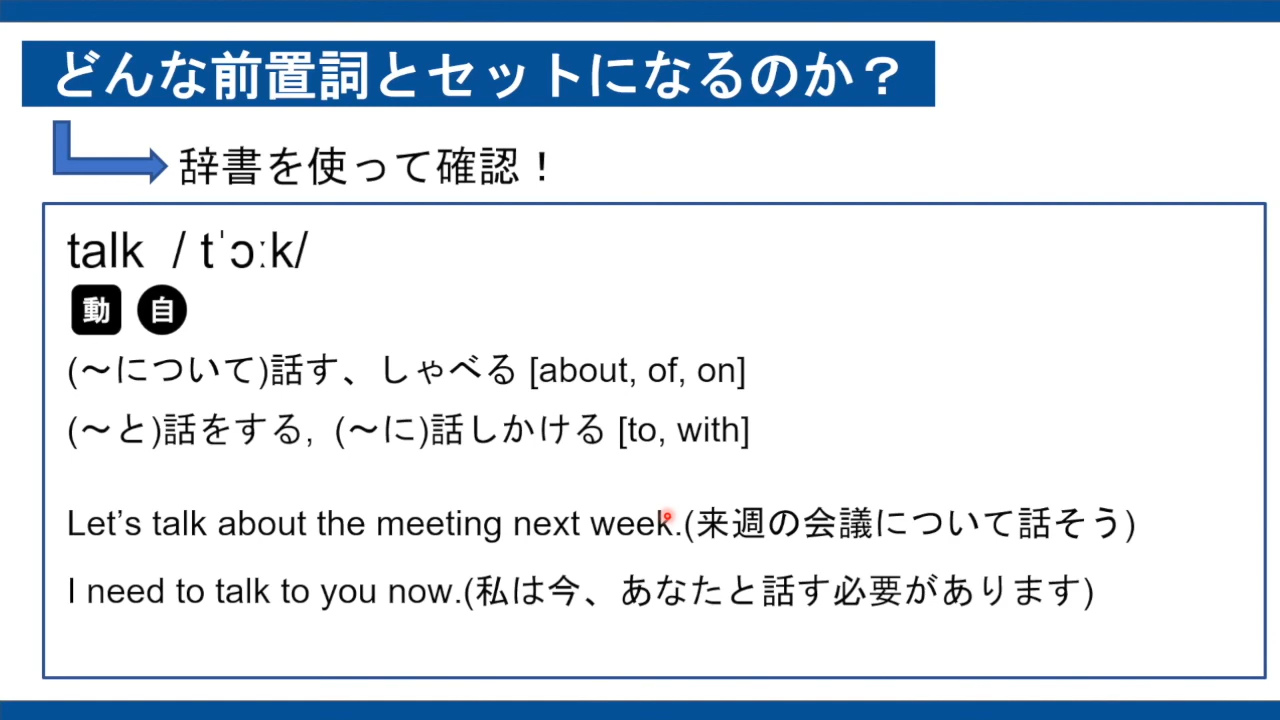 どんな前置詞とセットになるのか？
辞書を使って確認！
talk / tˈɔːk/
動 自
(～について)話す、しゃべる [about, of, on]
(～と)話をする, (～に)話しかける [to, with]
Let’s talk about the meeting next week.(来週の会議について話そう)
I need to talk to you now.(私は今、あなたと話す必要があります)